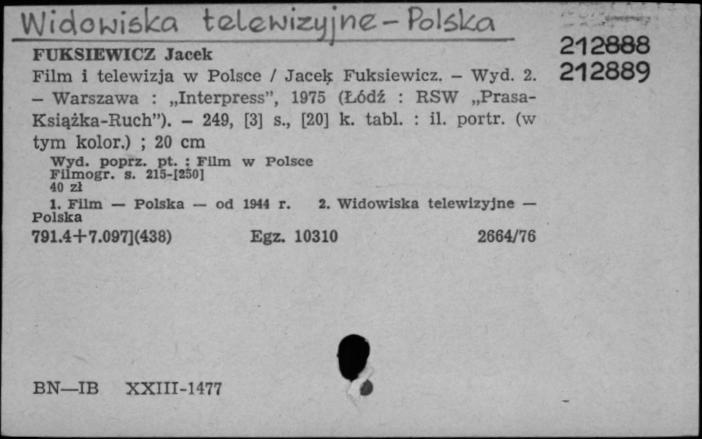 Widowiska telewizyjne - Polska
212888
212889
FUKSIEWICZ Jacek
Film i telewizja w Polsce / Jacek Fuksiewicz. – Wyd. 2.
– Warszawa : „Interpress”, 1975 (Łódź : RSW „Prasa-
Książka-Ruch”). – 249, [3] s., [20] k. tabl. : il. portr. (w
tym kolor.) ; 20 cm
Wyd. poprz. pt. : Film w Polsce
Filmogr. s. 215-[250]
40 zł
1. Film — Polska — od 1944 r. 2. Widowiska telewizyjne —
Polska
791.4+7.097](438) Egz. 10310 2664/76
BN—IB XXIII-1477